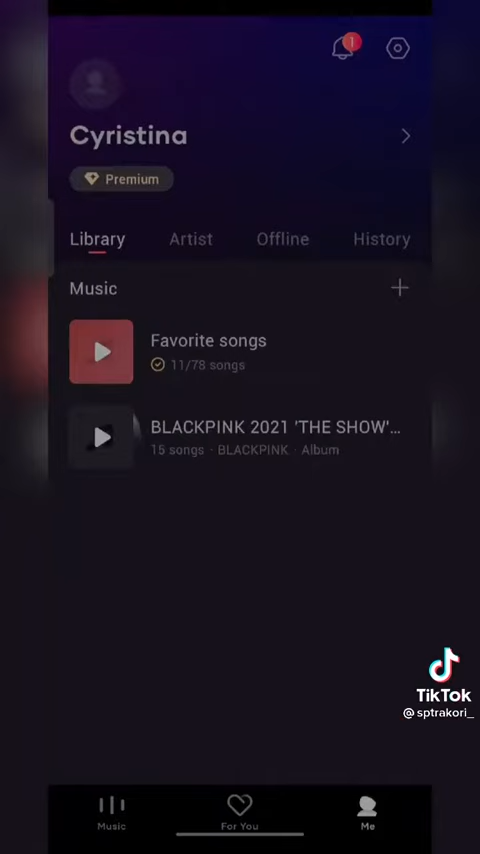 1
Cyristina
Premium
Library Artist Offline History
Music
Favorite songs
11/78 songs
BLACKPINK 2021 'THE SHOW'...
15 songs · BLACKPINK · Album
TikTok
@sptrakori_
Music For You Me